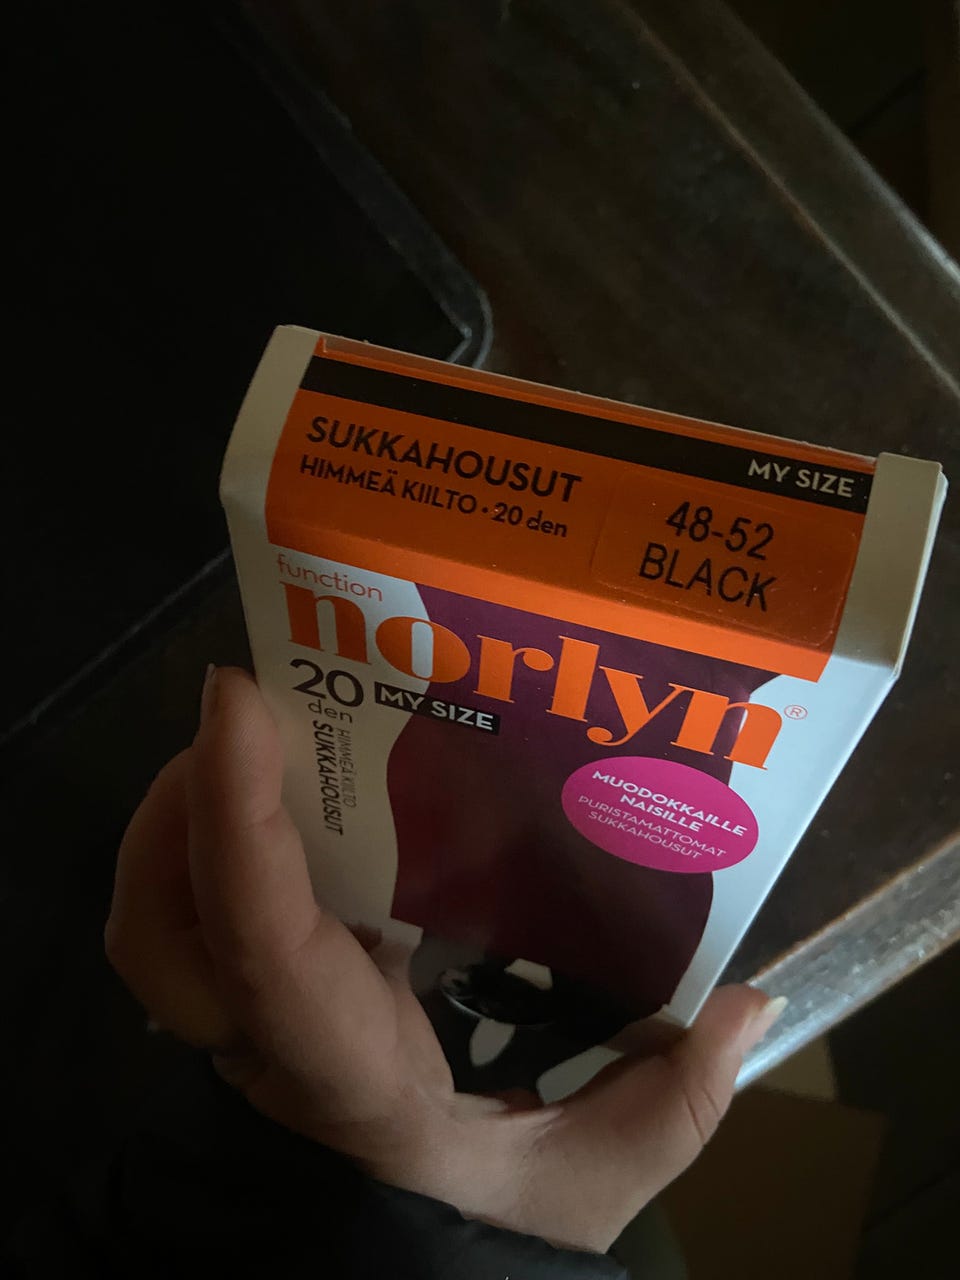 MY SIZE
SUKKAHOUSUT
HIMMEÄ KIILTO • 20 den
48-52
BLACK
function
norlyn®
20
den
MY SIZE
HIMMEÄ KIILTO
SUKKAHOUSUT
MUODOKKAILLE
NAISILLE
PURISTAMATTOMAT
SUKKAHOUSUT